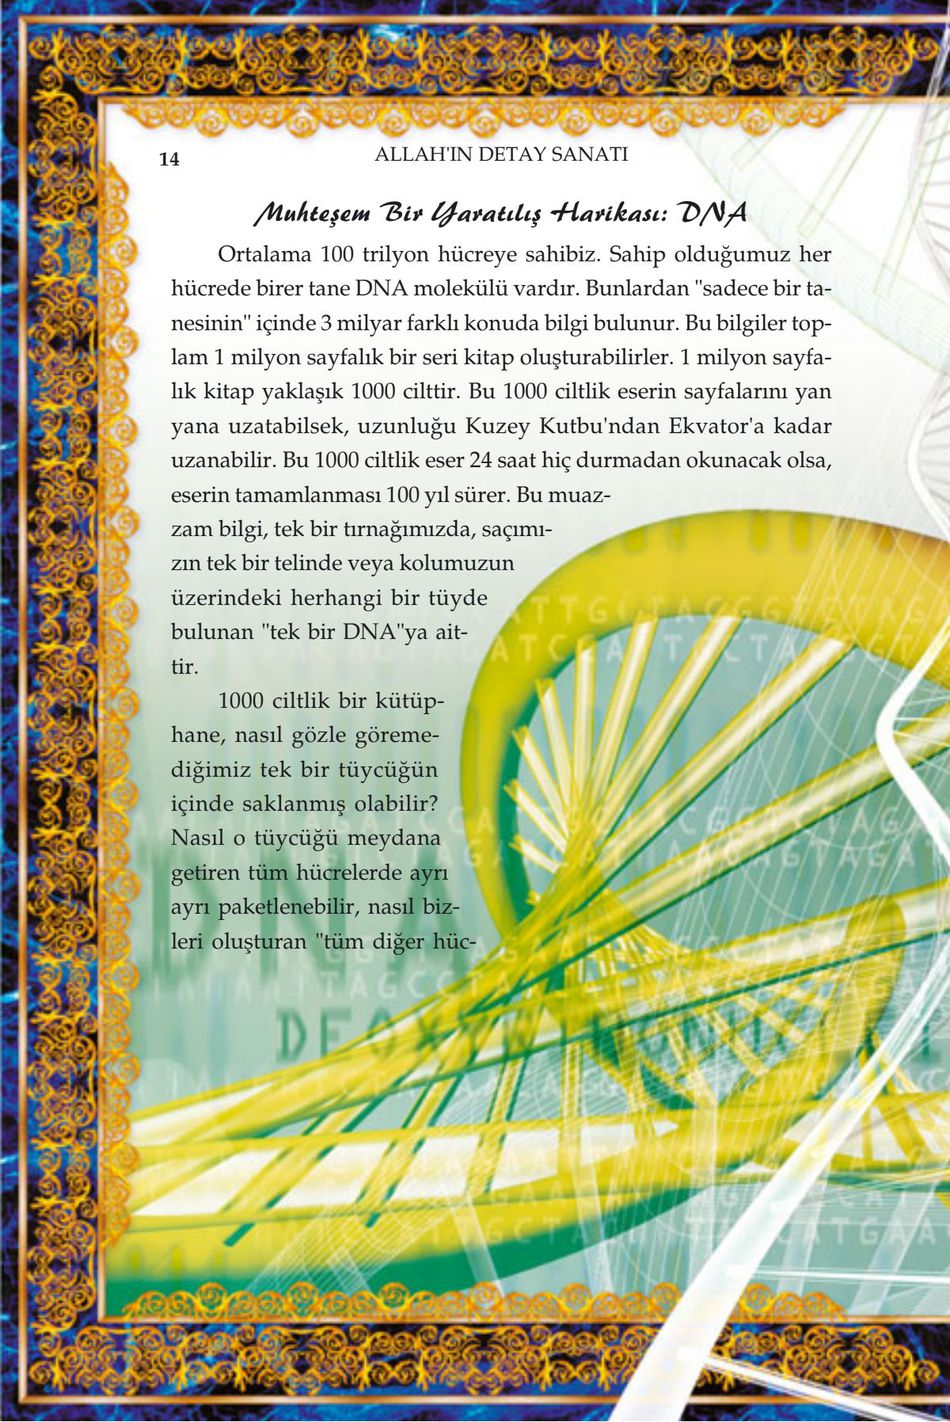 14
ALLAH'IN DETAY SANATI
Muhteşem Bir Yaratılış Harikası: DNA
Ortalama 100 trilyon hücreye sahibiz. Sahip olduğumuz her
hücrede birer tane DNA molekülü vardır. Bunlardan "sadece bir ta-
nesinin" içinde 3 milyar farklı konuda bilgi bulunur. Bu bilgiler top-
lam 1 milyon sayfalık bir seri kitap oluşturabilirler. 1 milyon sayfa-
lık kitap yaklaşık 1000 cilttir. Bu 1000 ciltlik eserin sayfalarını yan
yana uzatabilsek, uzunluğu Kuzey Kutbu'ndan Ekvator'a kadar
uzanabilir. Bu 1000 ciltlik eser 24 saat hiç durmadan okunacak olsa,
eserin tamamlanması 100 yıl sürer. Bu muaz-
zam bilgi, tek bir tırnağımızda, saçımı-
zın tek bir telinde veya kolumuzun
üzerindeki herhangi bir tüyde
bulunan "tek bir DNA"ya ait-
tir.
1000 ciltlik bir kütüp-
hane, nasıl gözle göreme-
diğimiz tek bir tüycüğün
içinde saklanmış olabilir?
Nasıl o tüycüğü meydana
getiren tüm hücrelerde ayrı
ayrı paketlenebilir, nasıl biz-
leri oluşturan "tüm diğer hüc-
DNA